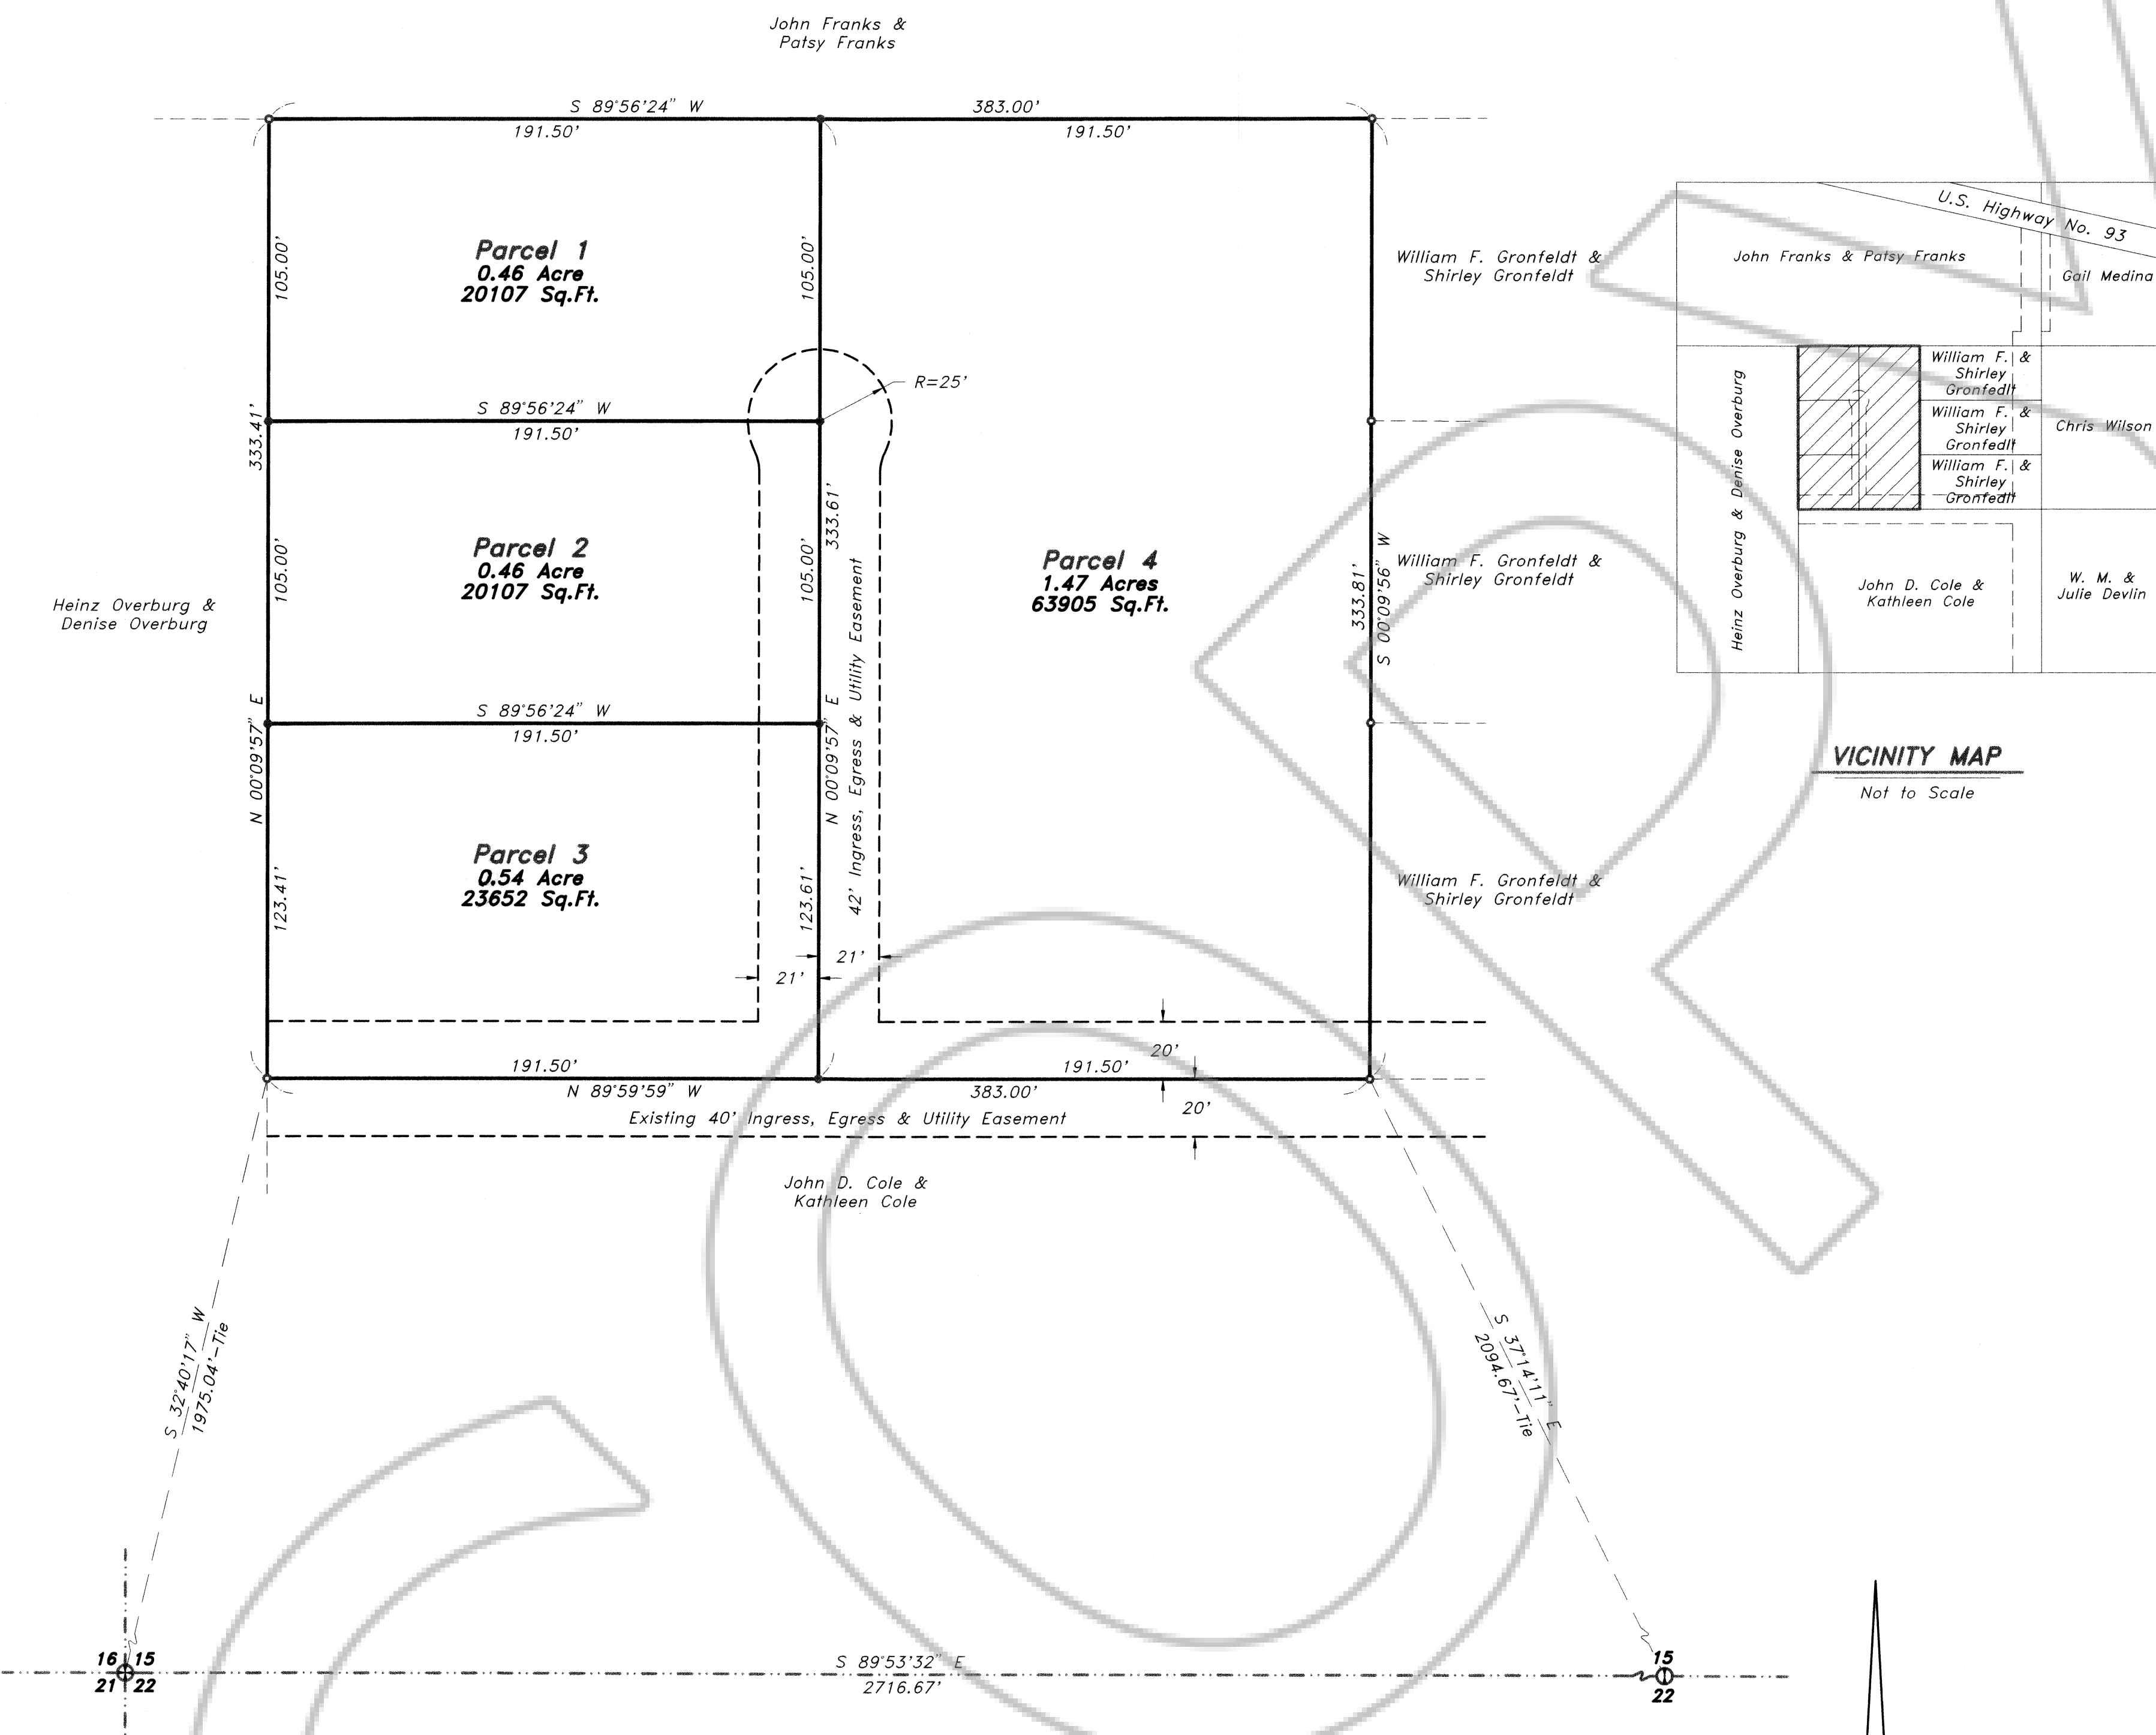 John Franks &
Patsy Franks
S 89°56'24" W
383.00'
191.50'
191.50'
105.00'
Parcel 1
0.46 Acre
20107 Sq.Ft.
105.00'
R=25'
S 89°56'24" W
191.50'
333.41'
N 00°09'57" E
Heinz Overburg &
Denise Overburg
105.00'
Parcel 2
0.46 Acre
20107 Sq.Ft.
105.00'
333.61'
N 00°09'57" E
42' Ingress, Egress & Utility Easement
Parcel 4
1.47 Acres
63905 Sq.Ft.
333.81'
S 00°09'56" W
S 89°56'24" W
191.50'
123.41'
Parcel 3
0.54 Acre
23652 Sq.Ft.
123.61'
21'
21'
20'
191.50'
191.50'
N 89°59'59" W
383.00'
20'
Existing 40' Ingress, Egress & Utility Easement
John D. Cole &
Kathleen Cole
William F. Gronfeldt &
Shirley Gronfeldt
William F. Gronfeldt &
Shirley Gronfeldt
William F. Gronfeldt &
Shirley Gronfeldt
U.S. Highway No. 93
John Franks & Patsy Franks
Gail Medina
Heinz Overburg & Denise Overburg
William F. &
Shirley
Gronfedlt
William F. &
Shirley
Gronfedlt
William F. &
Shirley
Gronfedlt
Chris Wilson
John D. Cole &
Kathleen Cole
W. M. &
Julie Devlin
VICINITY MAP
Not to Scale
S 32°40'17" W
1975.04'-Tie
S 37°14'11" E
2094.67'-Tie
16 15
21 22
S 89°53'32" E
2716.67'
15
22